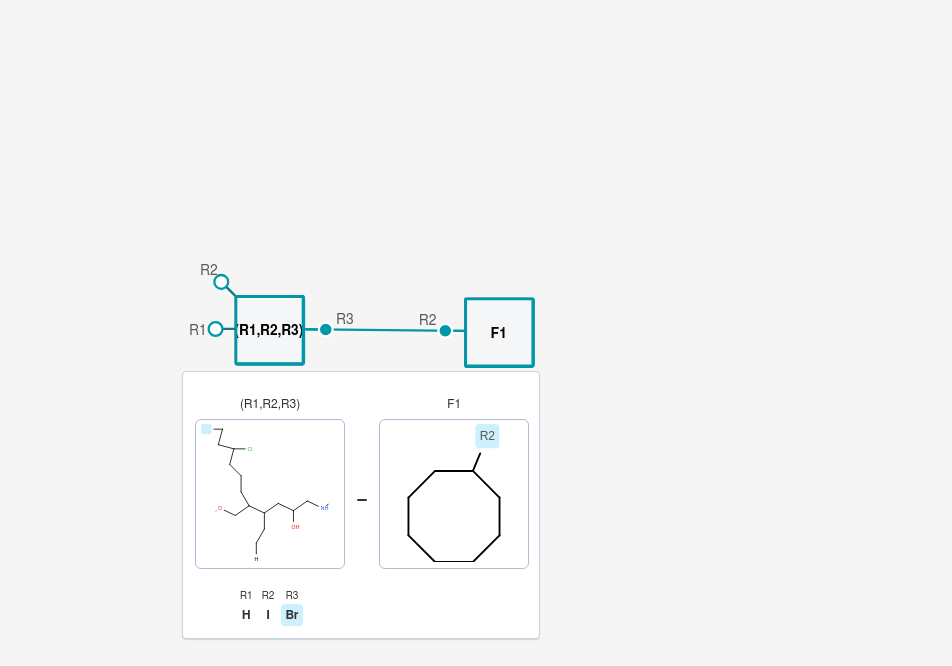 R2
R1
(R1,R2,R3)
R3
R2
F1
(R1,R2,R3)
F1
R2
Cl
O
NH
OH
H
R1 R2 R3
H I Br